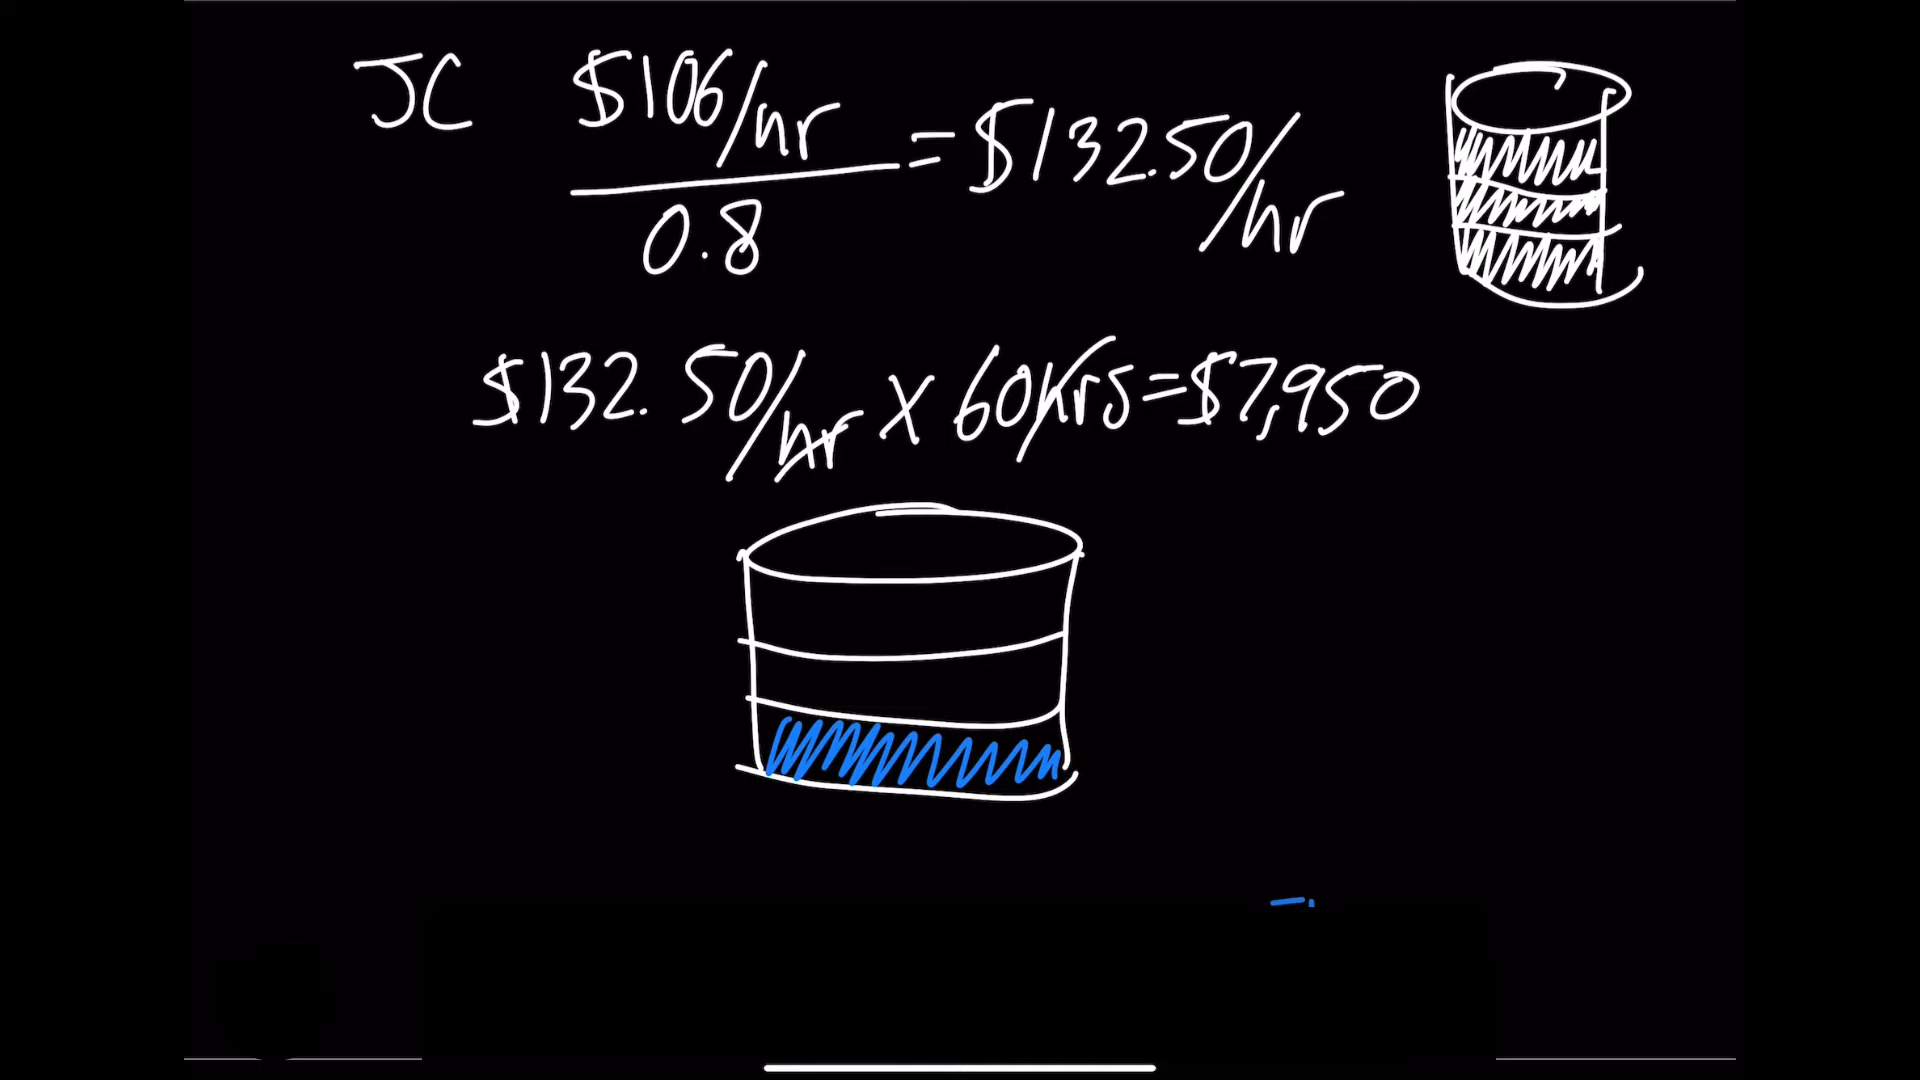 JC $106/hr
= $132.50/hr
0.8
$132.50/hr x 60hrs = $7,950